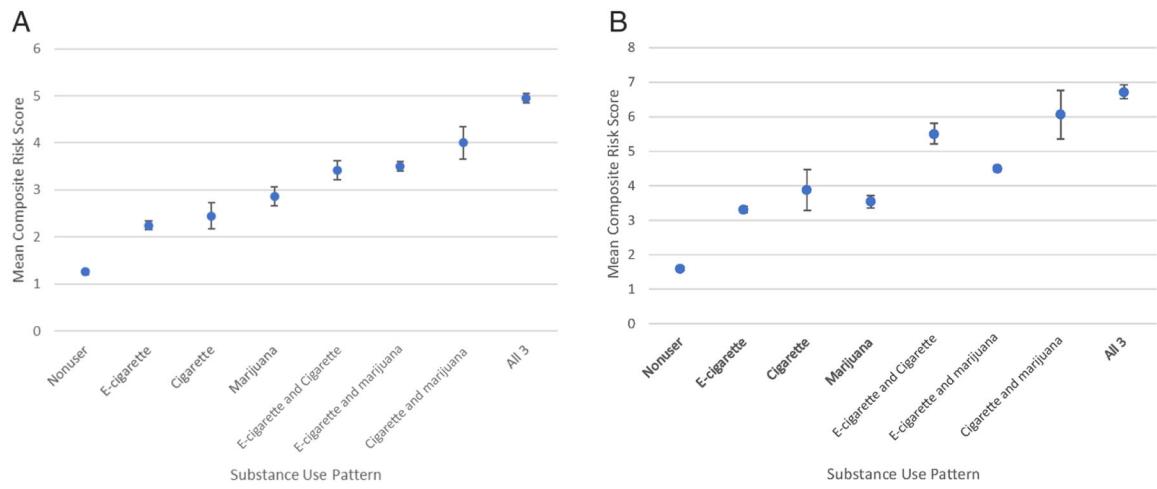 A
Mean Composite Risk Score
6
5
4
3
2
1
0
Nonuser
E-cigarette
Cigarette
Marijuana
E-cigarette and Cigarette
E-cigarette and marijuana
Cigarette and marijuana
All 3
Substance Use Pattern
B
Mean Composite Risk Score
8
7
6
5
4
3
2
1
0
Nonuser
E-cigarette
Cigarette
Marijuana
E-cigarette and Cigarette
E-cigarette and marijuana
Cigarette and marijuana
All 3
Substance Use Pattern